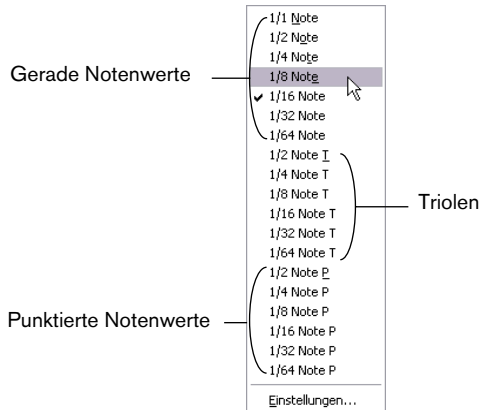 1/1 Note
1/2 Note
1/4 Note
Gerade Notenwerte
1/8 Note
1/16 Note
1/32 Note
1/64 Note
1/2 Note T
1/4 Note T
1/8 Note T
Triolen
1/16 Note T
1/32 Note T
1/64 Note T
1/2 Note P
1/4 Note P
1/8 Note P
Punktierte Notenwerte
1/16 Note P
1/32 Note P
1/64 Note P
Einstellungen...